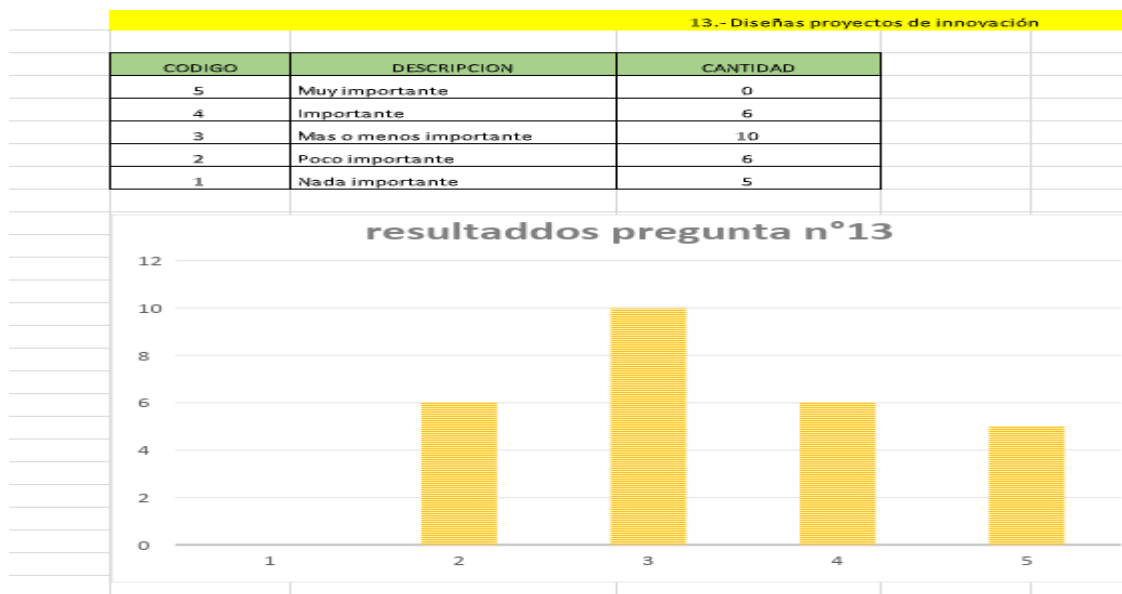 13.- Diseñas proyectos de innovación
CODIGO DESCRIPCION CANTIDAD
5 Muy importante 0
4 Importante 6
3 Mas o menos importante 10
2 Poco importante 6
1 Nada importante 5
resultaddos pregunta n°13
12
10
8
6
4
2
0
1 2 3 4 5